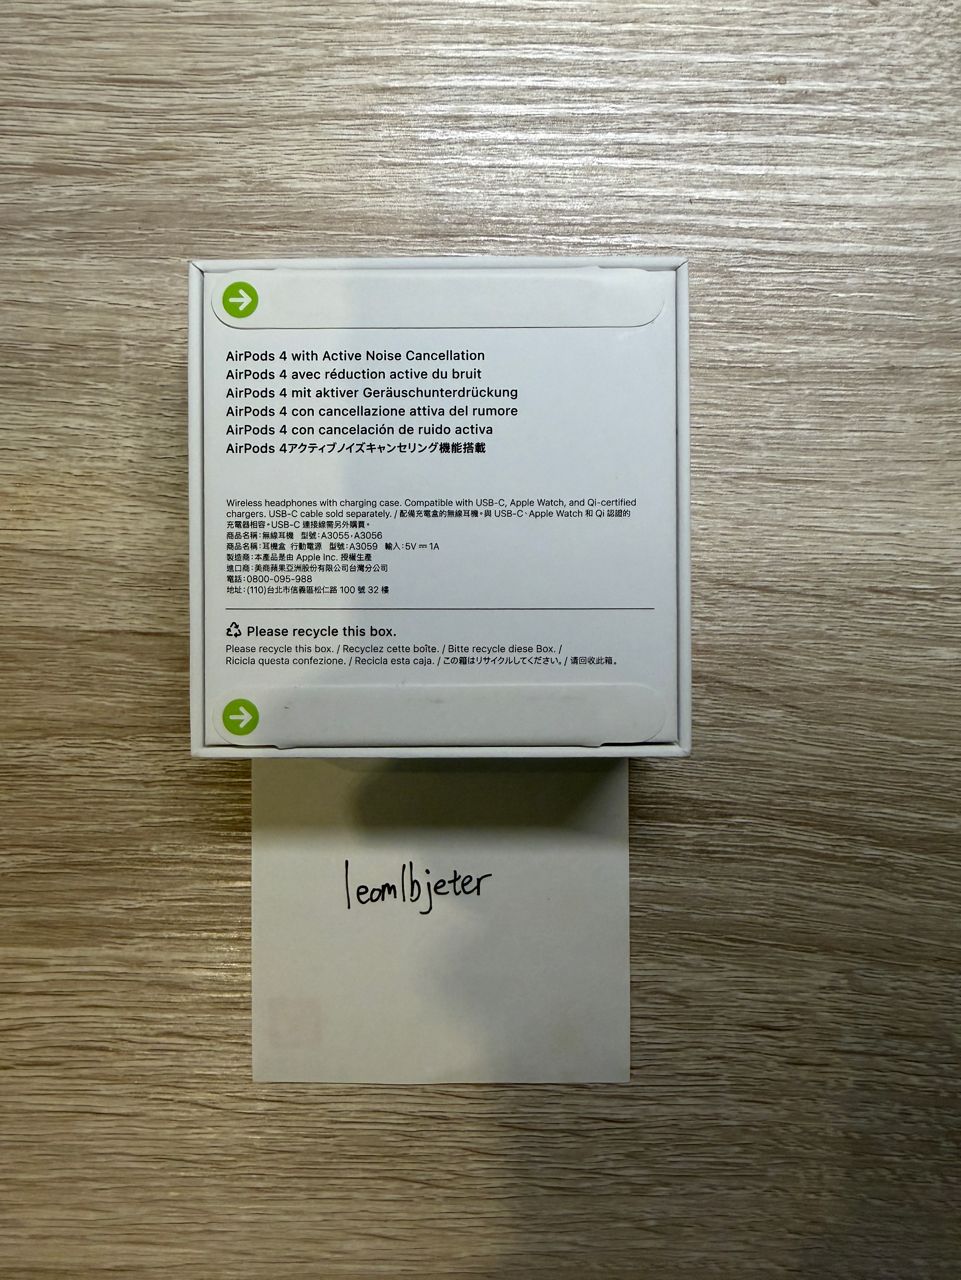 AirPods 4 with Active Noise Cancellation
AirPods 4 avec réduction active du bruit
AirPods 4 mit aktiver Geräuschunterdrückung
AirPods 4 con cancellazione attiva del rumore
AirPods 4 con cancelación de ruido activa
AirPods 4アクティブノイズキャンセリング機能搭載
Wireless headphones with charging case. Compatible with USB-C, Apple Watch, and Qi-certified
chargers. USB-C cable sold separately. / 配備充電盒的無線耳機。與 USB-C、Apple Watch 和 Qi 認證的
充電器相容。USB-C 連接線需另外購買。
商品名稱：無線耳機 型號：A3055、A3056
商品名稱：耳機盒 行動電源 型號：A3059 輸入：5V ⎓ 1A
製造商：本產品是由 Apple Inc. 授權生產
進口商：美商蘋果亞洲股份有限公司台灣分公司
電話：0800-095-988
地址：(110)台北市信義區松仁路 100 號 32 樓
Please recycle this box.
Please recycle this box. / Recyclez cette boîte. / Bitte recycle diese Box. /
Ricicla questa confezione. / Recicla esta caja. / この箱はリサイクルしてください。/ 请回收此箱。
leomlbjeter